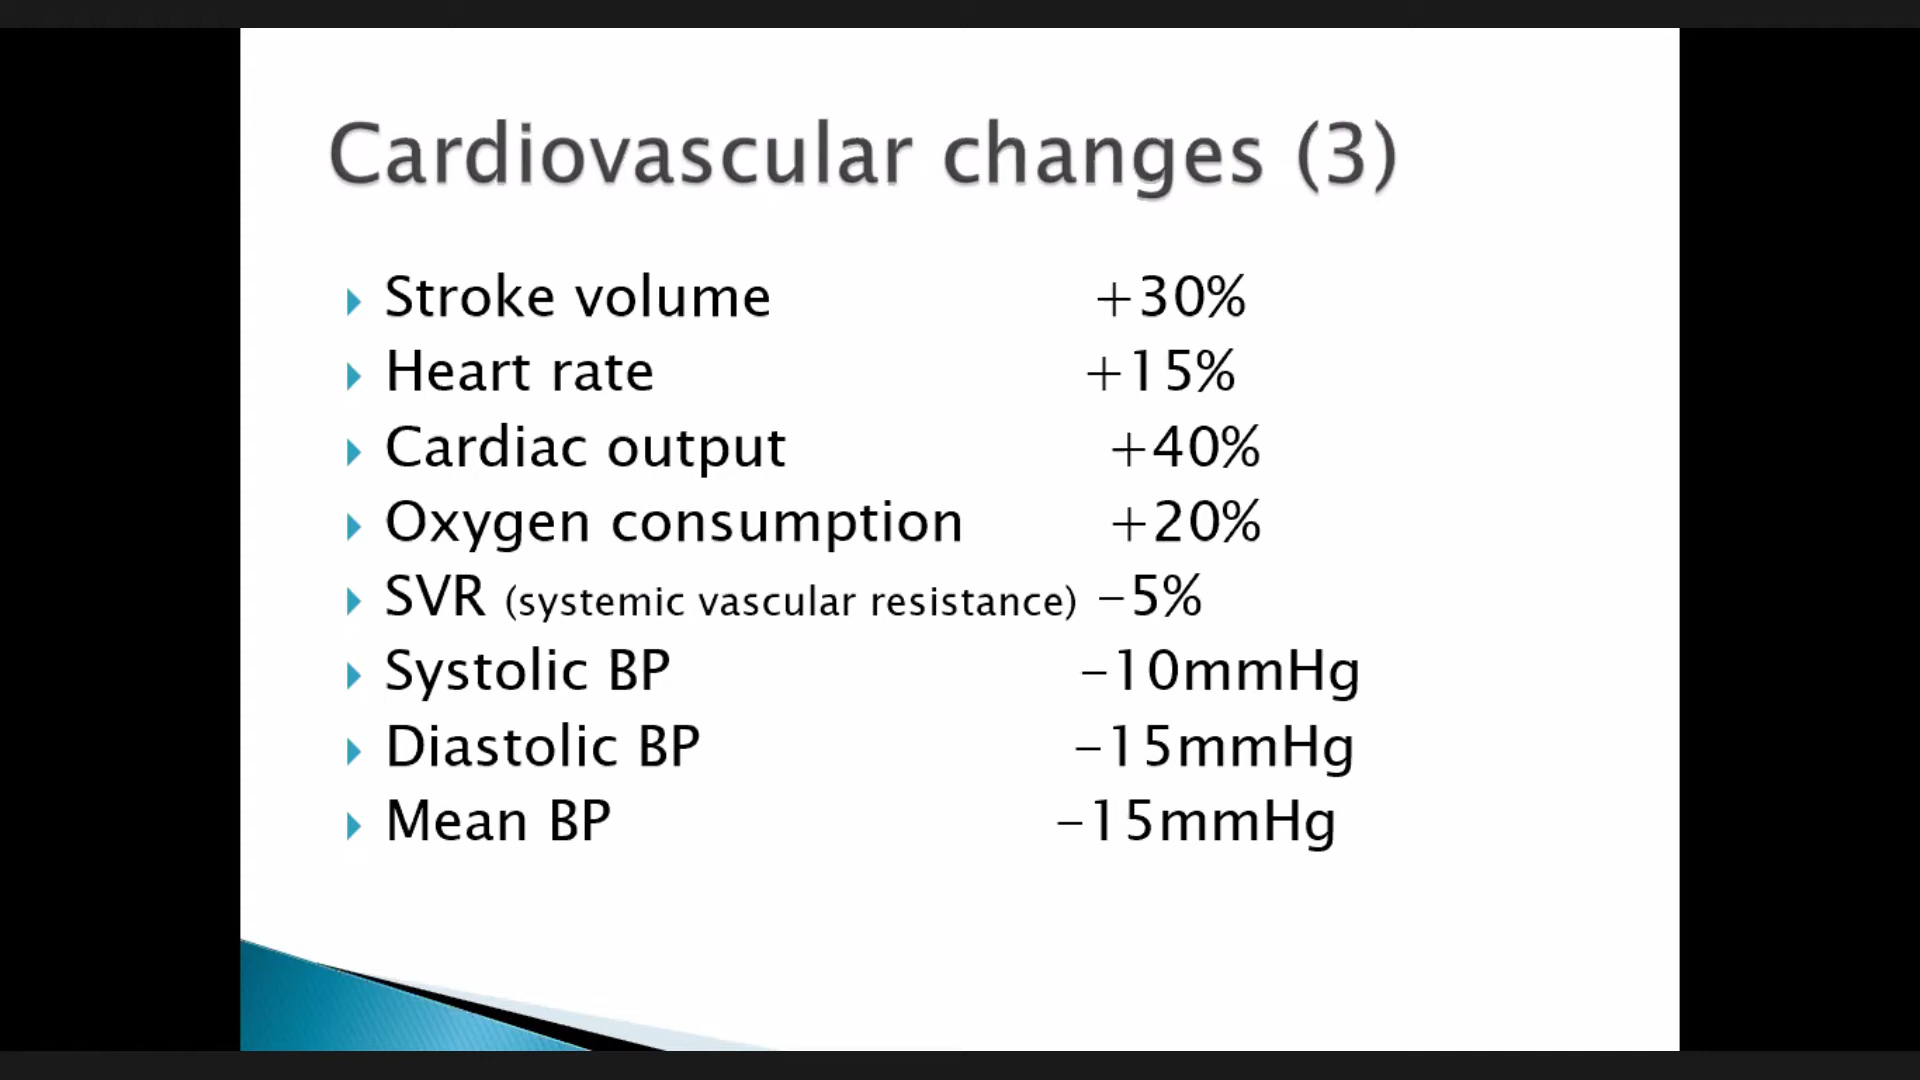 Cardiovascular changes (3)
Stroke volume +30%
Heart rate +15%
Cardiac output +40%
Oxygen consumption +20%
SVR (systemic vascular resistance) -5%
Systolic BP -10mmHg
Diastolic BP -15mmHg
Mean BP -15mmHg